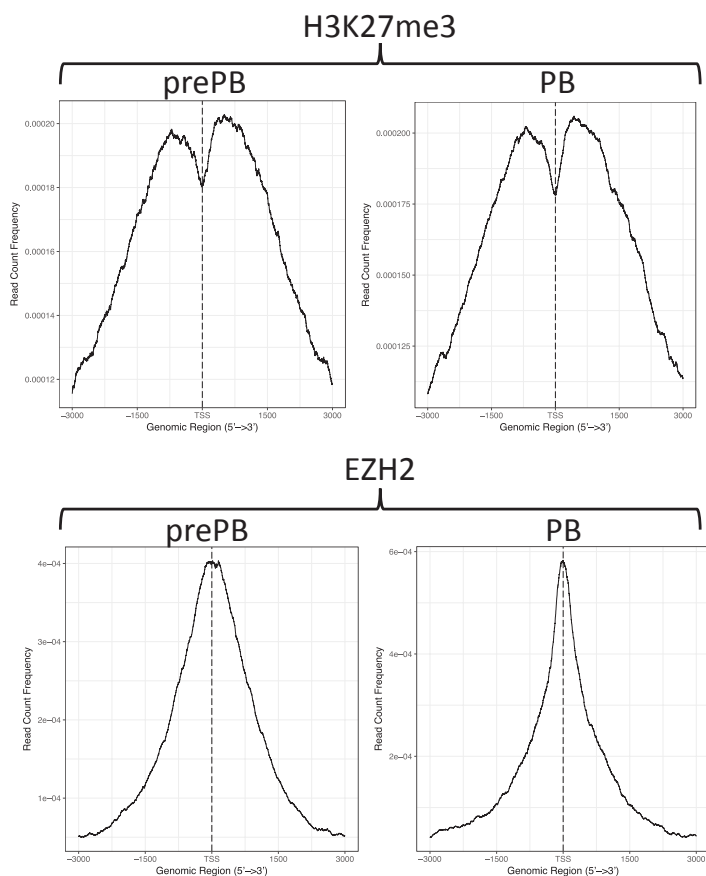 H3K27me3
prePB
PB
Read Count Frequency
0.00020
0.00018
0.00016
0.00014
0.00012
−3000
−1500
TSS
1500
3000
Genomic Region (5'−>3')
Read Count Frequency
0.000200
0.000175
0.000150
0.000125
−3000
−1500
TSS
1500
3000
Genomic Region (5'−>3')
EZH2
prePB
PB
Read Count Frequency
4e−04
3e−04
2e−04
1e−04
−3000
−1500
TSS
1500
3000
Genomic Region (5'−>3')
Read Count Frequency
6e−04
4e−04
2e−04
−3000
−1500
TSS
1500
3000
Genomic Region (5'−>3')